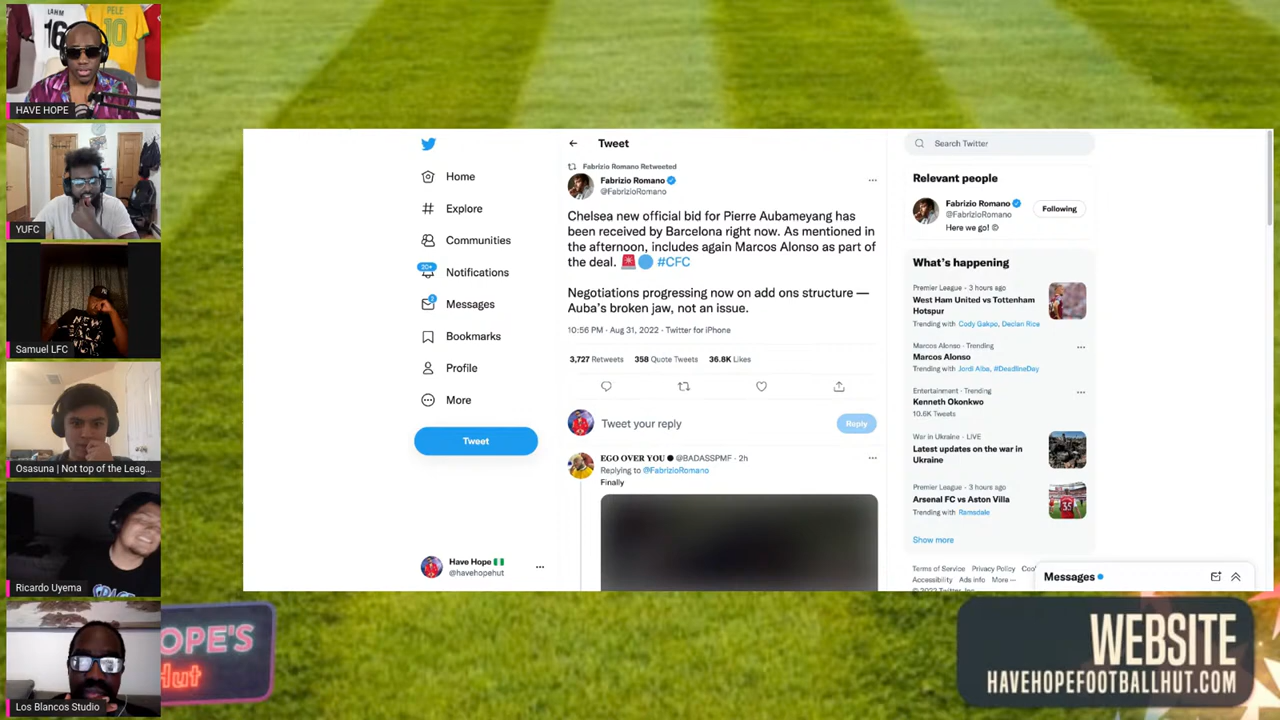 LAHM
16
PELE
10
HAVE HOPE
YUFC
Samuel LFC
Osasuna | Not top of the Leag...
Ricardo Uyema
Los Blancos Studio
OPE'S
Hut
Home
Explore
Communities
20+
Notifications
Messages
Bookmarks
Profile
More
Tweet
Have Hope 🇳🇬
@havehopehut
Tweet
Fabrizio Romano Retweeted
Fabrizio Romano
@FabrizioRomano
Chelsea new official bid for Pierre Aubameyang has
been received by Barcelona right now. As mentioned in
the afternoon, includes again Marcos Alonso as part of
the deal. 🚨🔵 #CFC
Negotiations progressing now on add ons structure —
Auba's broken jaw, not an issue.
10:56 PM · Aug 31, 2022 · Twitter for iPhone
3,727 Retweets 358 Quote Tweets 36.8K Likes
Tweet your reply
Reply
EGO OVER YOU ● @BADASSPMF · 2h
Replying to @FabrizioRomano
Finally
Search Twitter
Relevant people
Fabrizio Romano
@FabrizioRomano
Following
Here we go! ©
What's happening
Premier League · 3 hours ago
West Ham United vs Tottenham
Hotspur
Trending with Cody Gakpo, Declan Rice
Marcos Alonso · Trending
Marcos Alonso
Trending with Jordi Alba, #DeadlineDay
Entertainment · Trending
Kenneth Okonkwo
10.6K Tweets
War in Ukraine · LIVE
Latest updates on the war in
Ukraine
Premier League · 3 hours ago
Arsenal FC vs Aston Villa
Trending with Ramsdale
Show more
Terms of Service Privacy Policy Coo
Accessibility Ads info More ···
Messages
WEBSITE
HAVEHOPEFOOTBALLHUT.COM